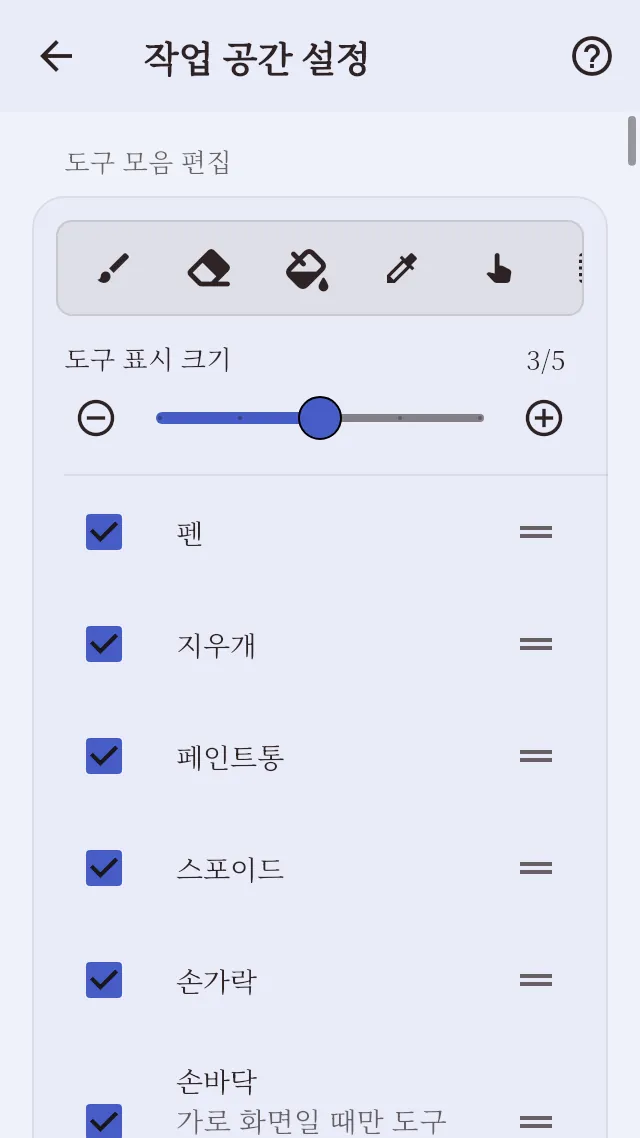 작업 공간 설정
도구 모음 편집
도구 표시 크기 3/5
펜
지우개
페인트통
스포이드
손가락
손바닥
가로 화면일 때만 도구